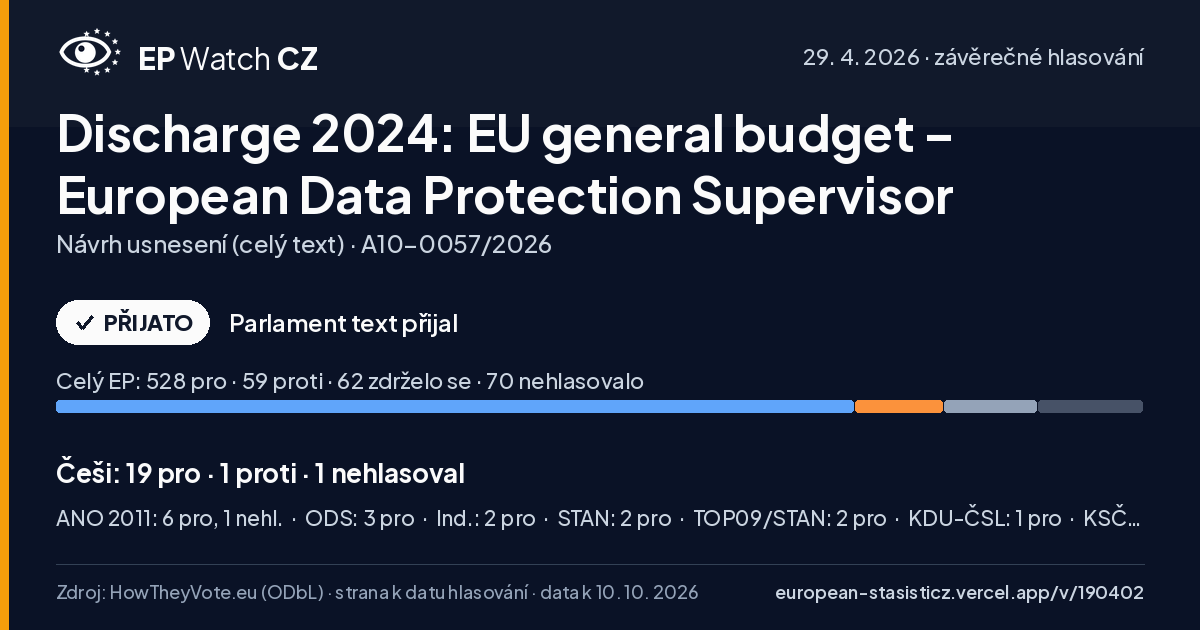 EP Watch CZ
29. 4. 2026 · závěrečné hlasování
Discharge 2024: EU general budget –
European Data Protection Supervisor
Návrh usnesení (celý text) · A10-0057/2026
✓ PŘIJATO
Parlament text přijal
Celý EP: 528 pro · 59 proti · 62 zdrželo se · 70 nehlasovalo
Češi: 19 pro · 1 proti · 1 nehlasoval
ANO 2011: 6 pro, 1 nehl. · ODS: 3 pro · Ind.: 2 pro · STAN: 2 pro · TOP09/STAN: 2 pro · KDU-ČSL: 1 pro · KSČ…
Zdroj: HowTheyVote.eu (ODbL) · strana k datu hlasování · data k 10. 10. 2026
european-stasisticz.vercel.app/v/190402